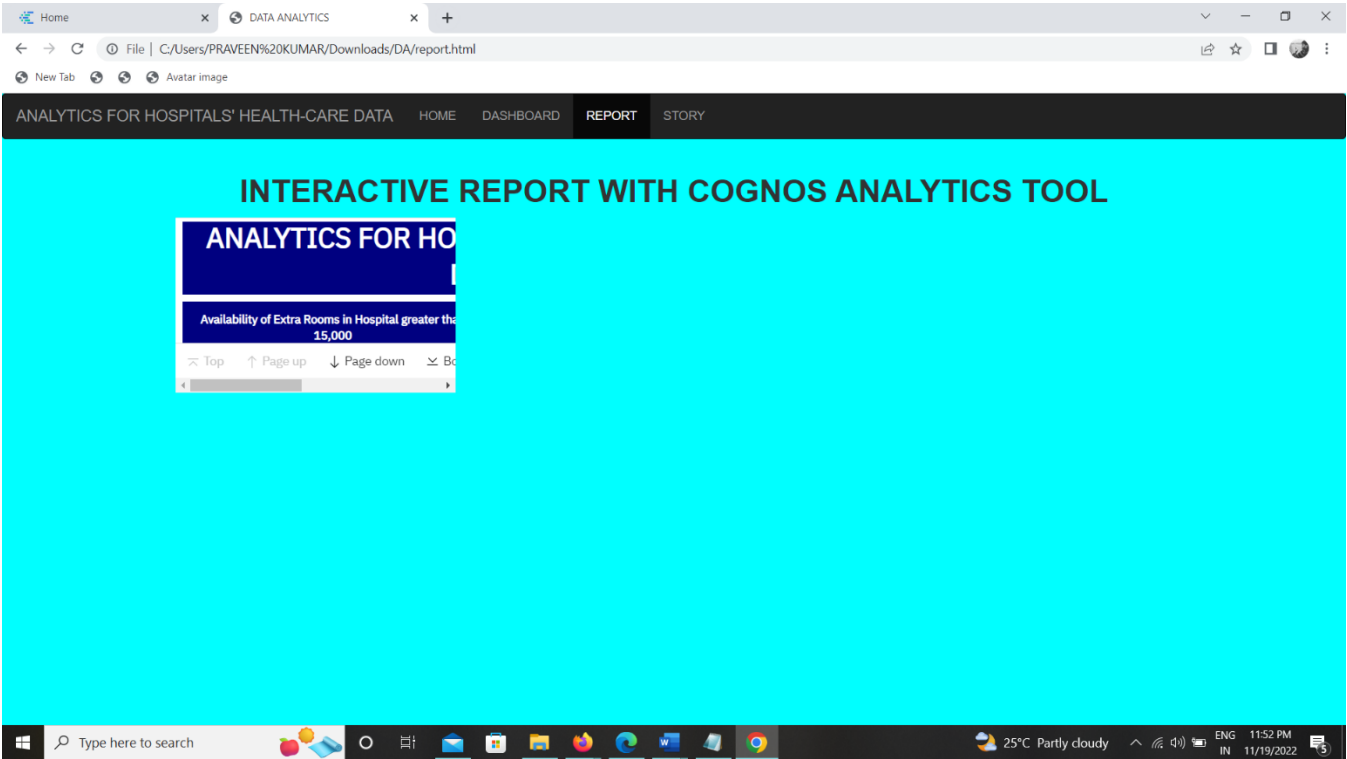 Home
DATA ANALYTICS
File | C:/Users/PRAVEEN%20KUMAR/Downloads/DA/report.html
New Tab
Avatar image
ANALYTICS FOR HOSPITALS' HEALTH-CARE DATA HOME DASHBOARD REPORT STORY
INTERACTIVE REPORT WITH COGNOS ANALYTICS TOOL
ANALYTICS FOR HO
Availability of Extra Rooms in Hospital greater tha
15,000
Top Page up Page down Bo
Type here to search
25°C Partly cloudy
ENG 11:52 PM
IN 11/19/2022
5